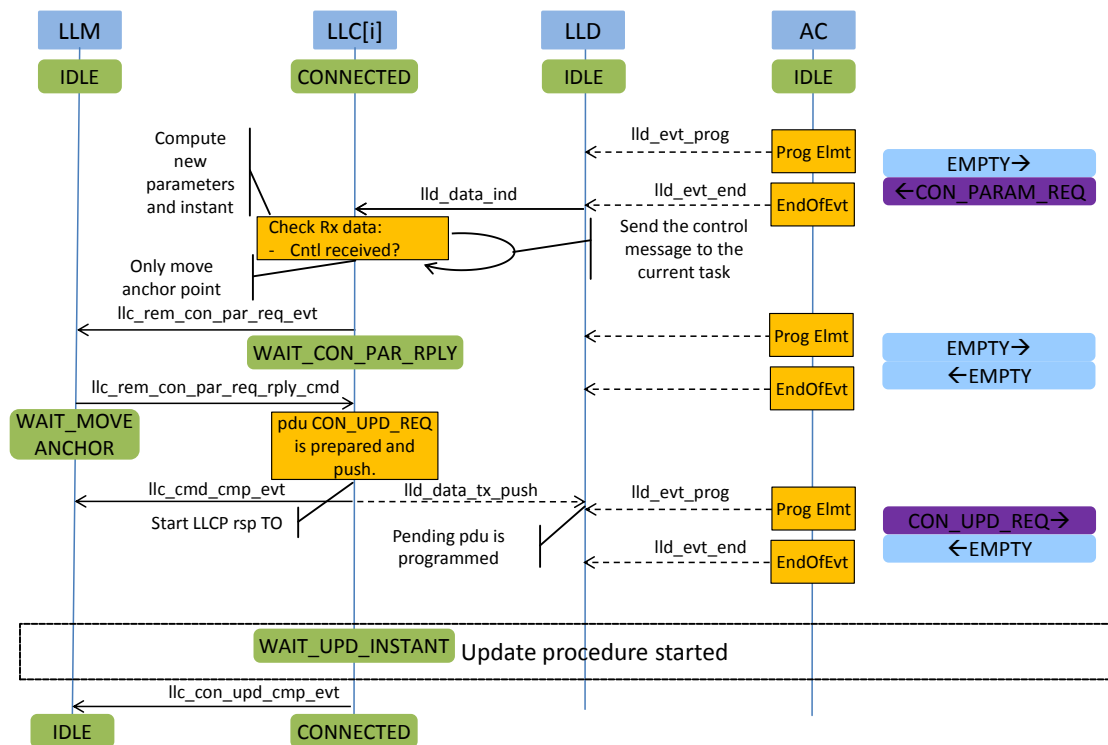 LLM
LLC[i]
LLD
AC
IDLE
CONNECTED
IDLE
IDLE
Compute
new
parameters
and instant
lld_evt_prog
Prog Elmt
EMPTY→
lld_data_ind
lld_evt_end
EndOfEvt
←CON_PARAM_REQ
Check Rx data:
- Cntl received?
Send the control
message to the
current task
Only move
anchor point
llc_rem_con_par_req_evt
WAIT_CON_PAR_RPLY
Prog Elmt
EMPTY→
←EMPTY
EndOfEvt
llc_rem_con_par_req_rply_cmd
WAIT_MOVE
ANCHOR
pdu CON_UPD_REQ
is prepared and
push.
llc_cmd_cmp_evt
lld_data_tx_push
lld_evt_prog
Prog Elmt
CON_UPD_REQ→
Start LLCP rsp TO
Pending pdu is
programmed
lld_evt_end
EndOfEvt
←EMPTY
WAIT_UPD_INSTANT
Update procedure started
llc_con_upd_cmp_evt
IDLE
CONNECTED